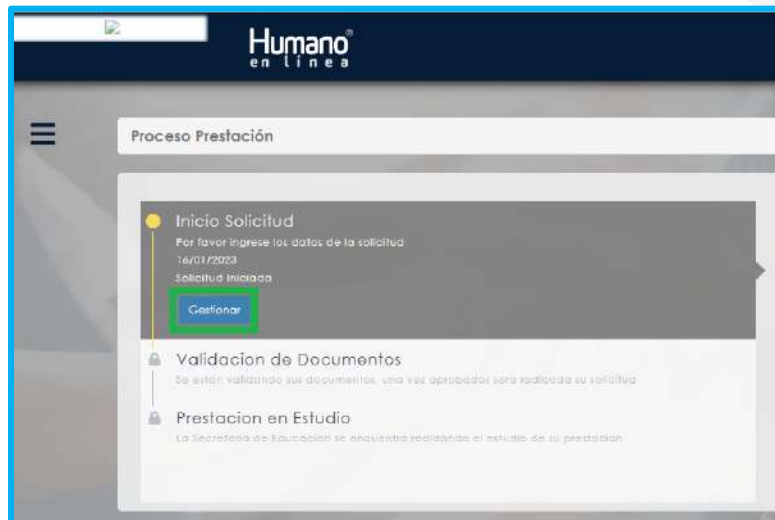 Humano®
en línea
Proceso Prestación
Inicio Solicitud
Por favor ingrese los datos de la solicitud
16/01/2023
Solicitud Iniciada
Gestionar
Validacion de Documentos
Se estan validando sus documentos, una vez aprobados sera radicada su solicitud
Prestacion en Estudio
La Secretaria de Educacion se encuentra realizando el estudio de su prestacion